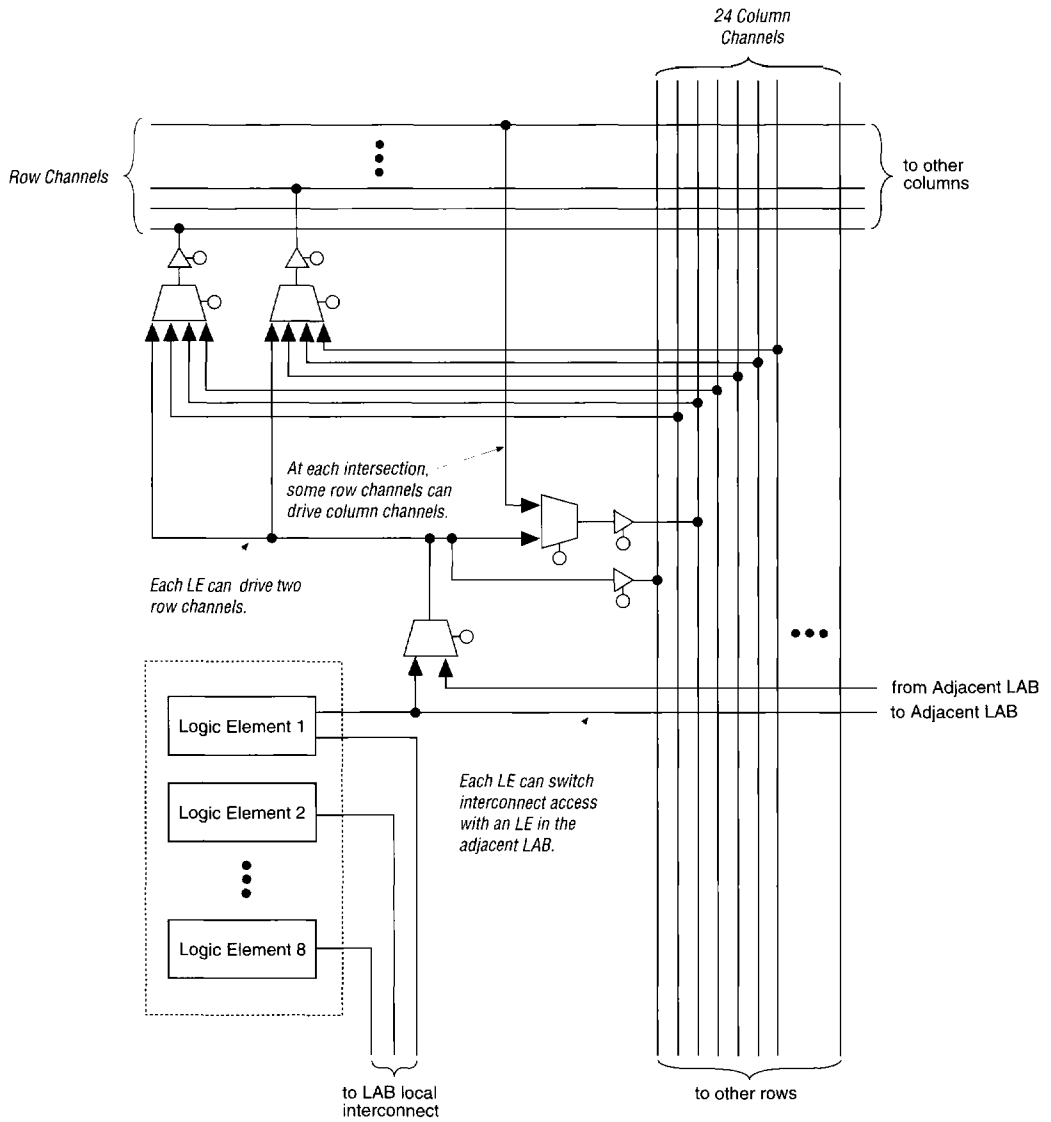 24 Column
Channels
Row Channels
to other
columns
At each intersection,
some row channels can
drive column channels.
Each LE can drive two
row channels.
from Adjacent LAB
to Adjacent LAB
Logic Element 1
Each LE can switch
interconnect access
with an LE in the
adjacent LAB.
Logic Element 2
Logic Element 8
to LAB local
interconnect
to other rows